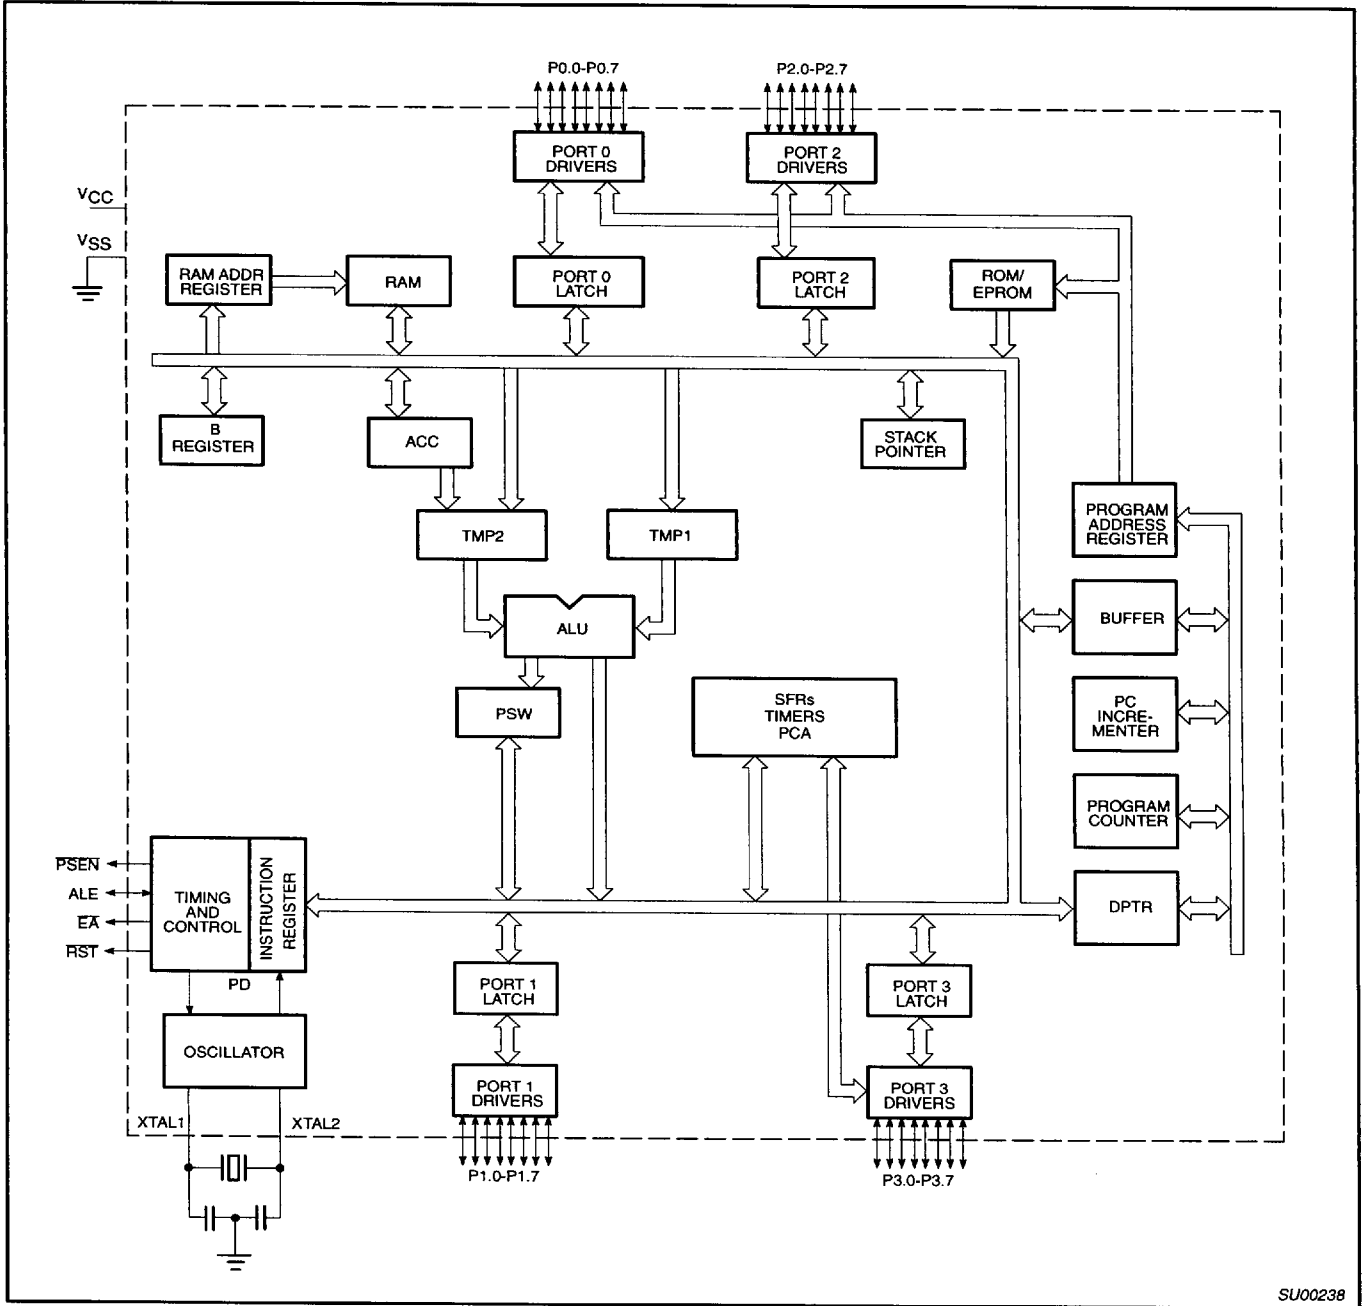 P0.0-P0.7
P2.0-P2.7
PORT 0
DRIVERS
PORT 2
DRIVERS
VCC
VSS
RAM ADDR
REGISTER
RAM
PORT 0
LATCH
PORT 2
LATCH
ROM/
EPROM
B
REGISTER
ACC
STACK
POINTER
TMP2
TMP1
PROGRAM
ADDRESS
REGISTER
ALU
BUFFER
PSW
SFRs
TIMERS
PCA
PC
INCRE-
MENTER
PROGRAM
COUNTER
PSEN
ALE
EA
RST
TIMING
AND
CONTROL
INSTRUCTION
REGISTER
DPTR
PD
PORT 1
LATCH
PORT 3
LATCH
OSCILLATOR
PORT 1
DRIVERS
PORT 3
DRIVERS
XTAL1
XTAL2
P1.0-P1.7
P3.0-P3.7
SU00238